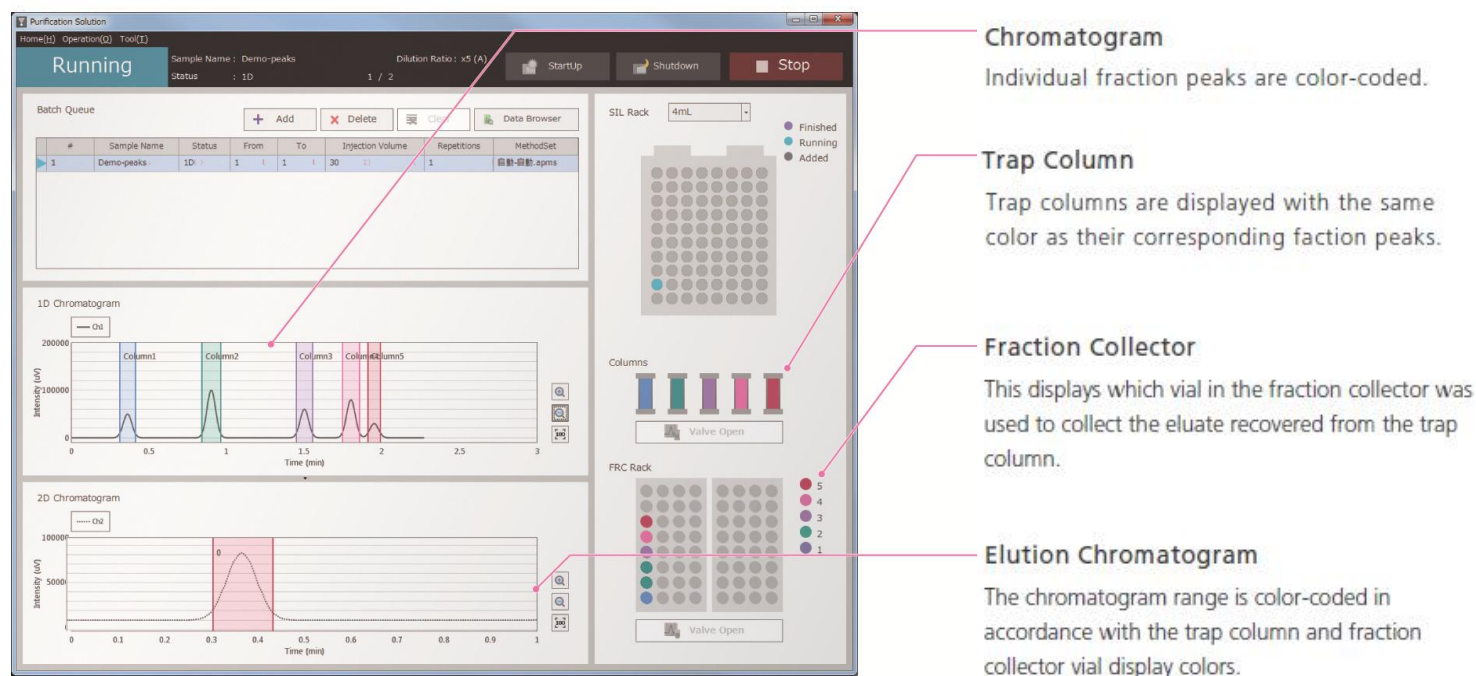 Purification Solution
Home(H) Operation(O) Tool(T)
Running
Sample Name : Demo-peaks
Dilution Ratio : x5 (A)
Status : 1D
1 / 2
StartUp
Shutdown
Stop
Batch Queue
Add
Delete
Clear
Data Browser
# Sample Name Status From To Injection Volume Repetitions MethodSet
1 Demo-peaks 1D 1 1 30 1 自動-自動.apms
1D Chromatogram
Ch1
Intensity (uV)
200000
100000
0
Column1
Column2
Column3
Column5
0 0.5 1 1.5 2 2.5 3
Time (min)
2D Chromatogram
Ch2
Intensity (uV)
100000
50000
0
0 0.1 0.2 0.3 0.4 0.5 0.6 0.7 0.8 0.9 1
Time (min)
SIL Rack
4mL
Finished
Running
Added
Columns
Valve Open
FRC Rack
5
4
3
2
1
Valve Open
Chromatogram
Individual fraction peaks are color-coded.
Trap Column
Trap columns are displayed with the same
color as their corresponding faction peaks.
Fraction Collector
This displays which vial in the fraction collector was
used to collect the eluate recovered from the trap
column.
Elution Chromatogram
The chromatogram range is color-coded in
accordance with the trap column and fraction
collector vial display colors.